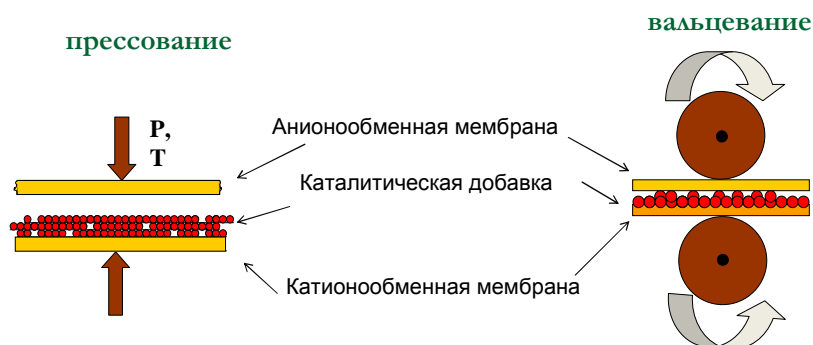 прессование
вальцевание
P,
T
Анионообменная мембрана
Каталитическая добавка
Катионообменная мембрана